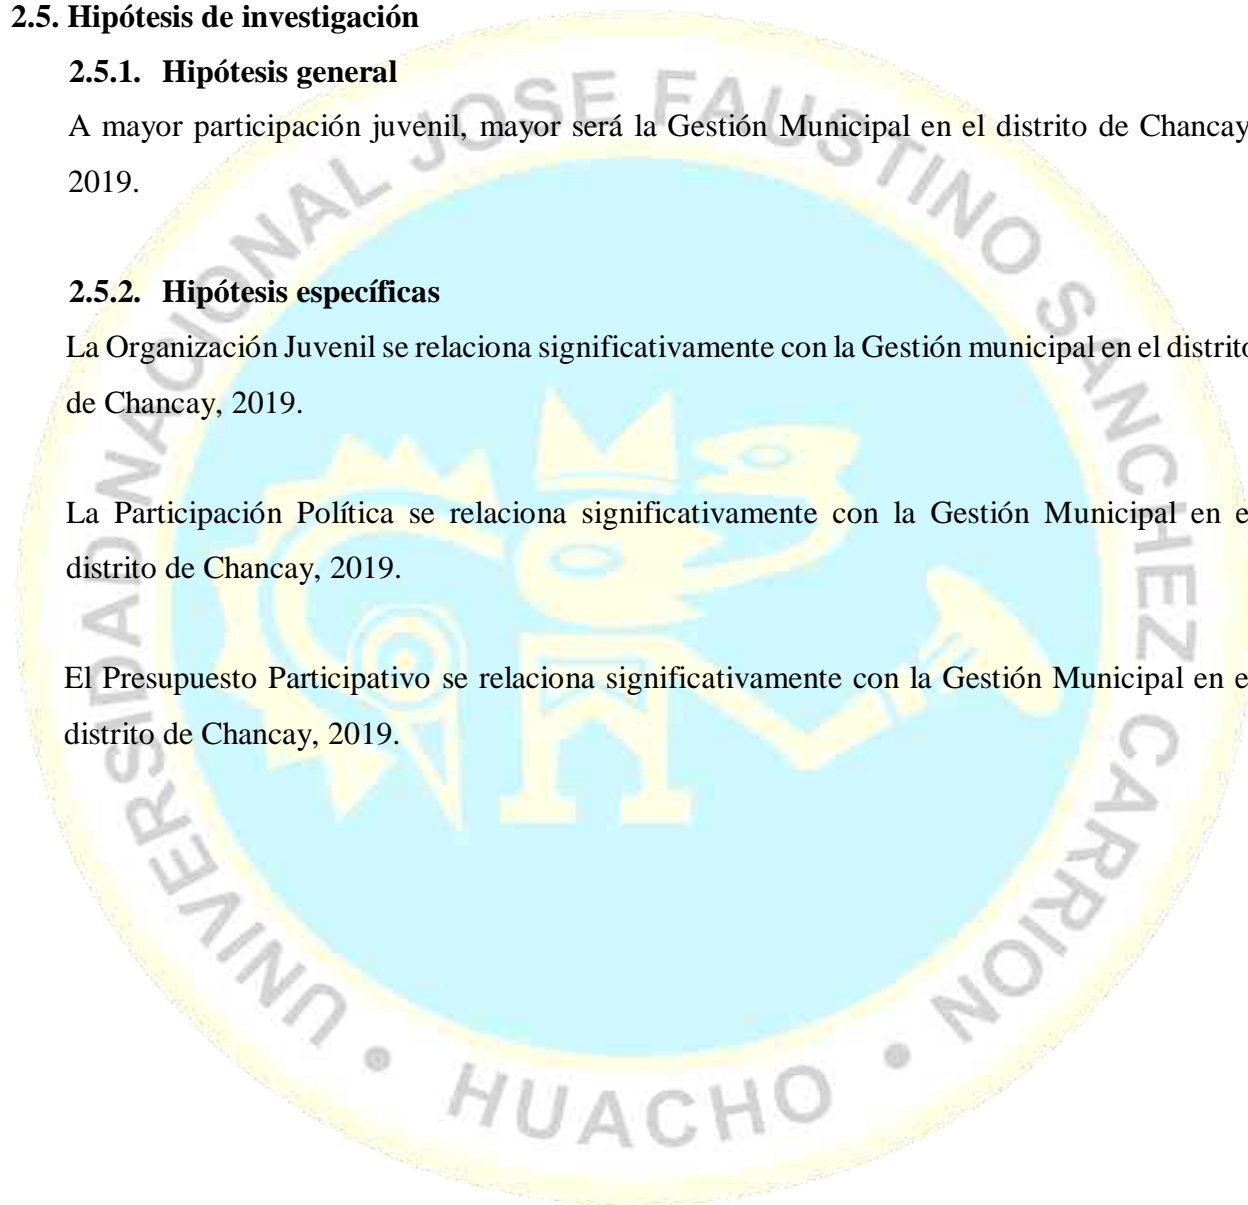 2.5. Hipótesis de investigación
2.5.1. Hipótesis general
A mayor participación juvenil, mayor será la Gestión Municipal en el distrito de Chancay
2019.
2.5.2. Hipótesis específicas
La Organización Juvenil se relaciona significativamente con la Gestión municipal en el distrito
de Chancay, 2019.
La Participación Política se relaciona significativamente con la Gestión Municipal en e
distrito de Chancay, 2019.
El Presupuesto Participativo se relaciona significativamente con la Gestión Municipal en e
distrito de Chancay, 2019.
UNIVERSIDAD NACIONAL JOSE FAUSTINO SANCHEZ CARRION
• HUACHO •